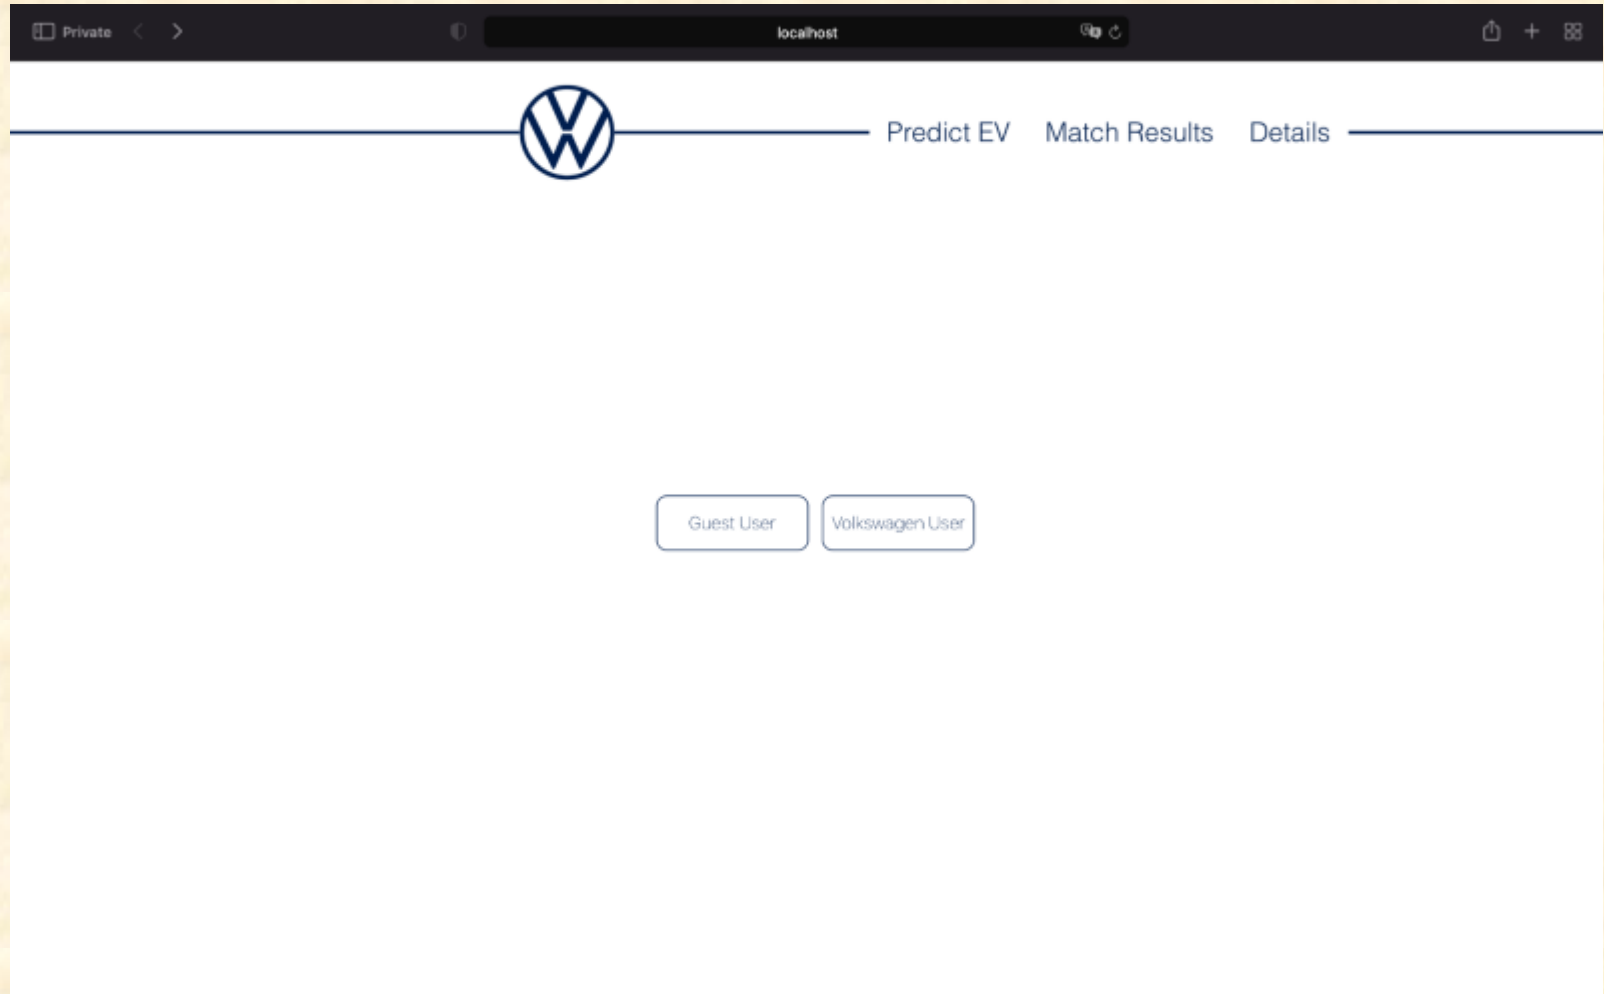 Private
localhost
Predict EV Match Results Details
Guest User Volkswagen User